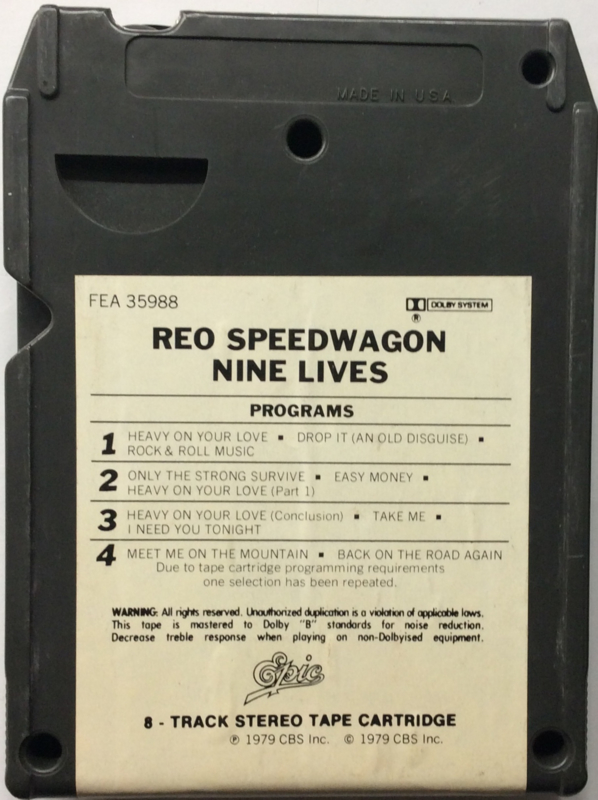 MADE IN USA
FEA 35988
DOLBY SYSTEM
®
REO SPEEDWAGON
NINE LIVES
PROGRAMS
1 HEAVY ON YOUR LOVE ▪ DROP IT (AN OLD DISGUISE) ▪
ROCK & ROLL MUSIC
2 ONLY THE STRONG SURVIVE ▪ EASY MONEY ▪
HEAVY ON YOUR LOVE (Part 1)
3 HEAVY ON YOUR LOVE (Conclusion) ▪ TAKE ME ▪
I NEED YOU TONIGHT
4 MEET ME ON THE MOUNTAIN ▪ BACK ON THE ROAD AGAIN
Due to tape cartridge programming requirements
one selection has been repeated.
WARNING: All rights reserved. Unauthorized duplication is a violation of applicable laws.
This tape is mastered to Dolby "B" standards for noise reduction.
Decrease treble response when playing on non-Dolbyised equipment.
Epic
8 - TRACK STEREO TAPE CARTRIDGE
℗ 1979 CBS Inc. © 1979 CBS Inc.